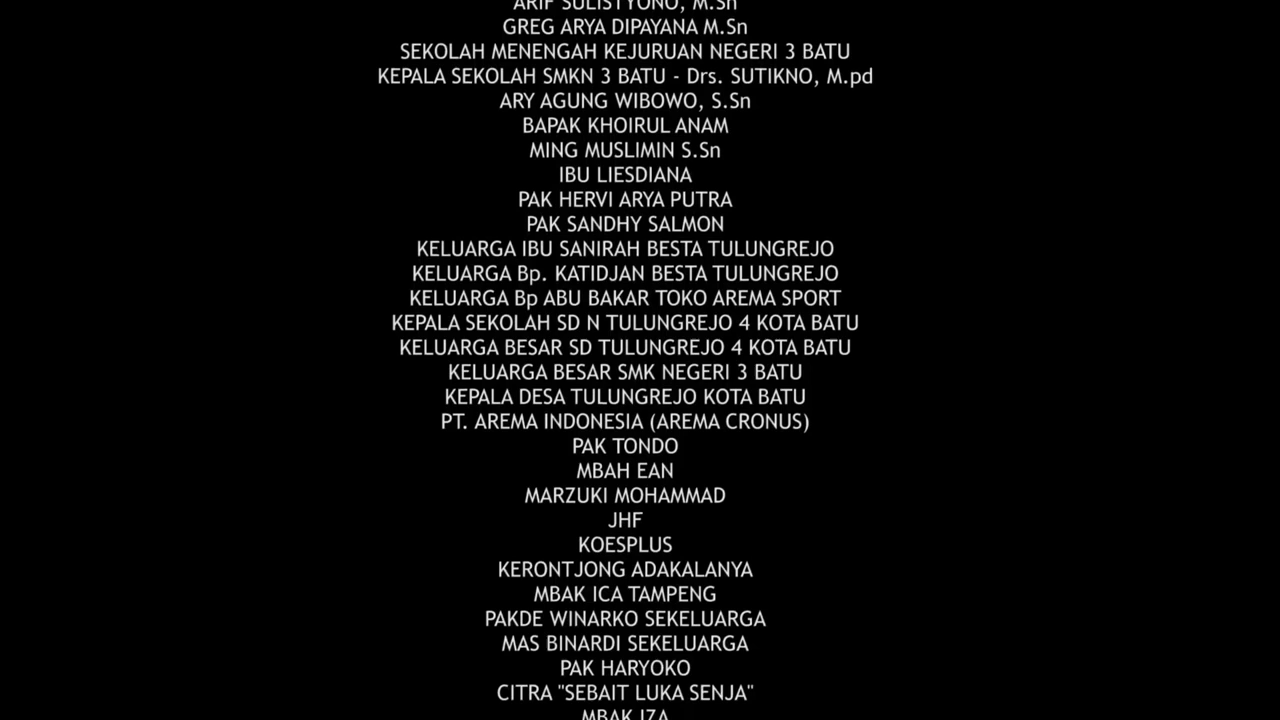 ARIF SULISTYONO, M.Sn
GREG ARYA DIPAYANA M.Sn
SEKOLAH MENENGAH KEJURUAN NEGERI 3 BATU
KEPALA SEKOLAH SMKN 3 BATU - Drs. SUTIKNO, M.pd
ARY AGUNG WIBOWO, S.Sn
BAPAK KHOIRUL ANAM
MING MUSLIMIN S.Sn
IBU LIESDIANA
PAK HERVI ARYA PUTRA
PAK SANDHY SALMON
KELUARGA IBU SANIRAH BESTA TULUNGREJO
KELUARGA Bp. KATIDJAN BESTA TULUNGREJO
KELUARGA Bp ABU BAKAR TOKO AREMA SPORT
KEPALA SEKOLAH SD N TULUNGREJO 4 KOTA BATU
KELUARGA BESAR SD TULUNGREJO 4 KOTA BATU
KELUARGA BESAR SMK NEGERI 3 BATU
KEPALA DESA TULUNGREJO KOTA BATU
PT. AREMA INDONESIA (AREMA CRONUS)
PAK TONDO
MBAH EAN
MARZUKI MOHAMMAD
JHF
KOESPLUS
KERONTJONG ADAKALANYA
MBAK ICA TAMPENG
PAKDE WINARKO SEKELUARGA
MAS BINARDI SEKELUARGA
PAK HARYOKO
CITRA "SEBAIT LUKA SENJA"
MBAK IZA